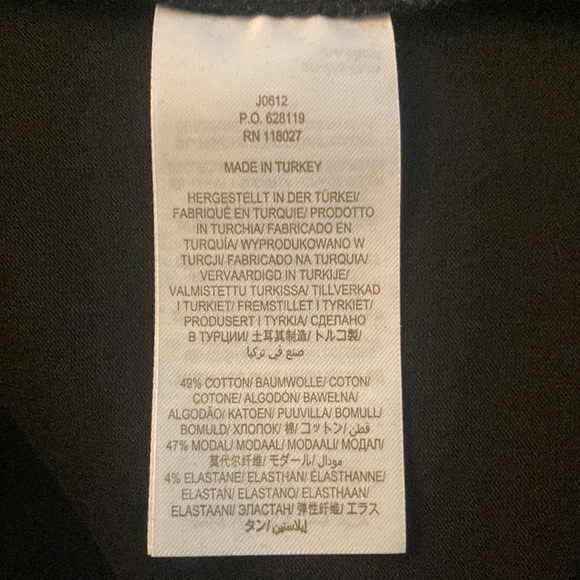 J0612
P.O. 628119
RN 118027
MADE IN TURKEY
HERGESTELLT IN DER TÜRKEI/
FABRIQUÉ EN TURQUIE/ PRODOTTO
IN TURCHIA/ FABRICADO EN
TURQUÍA/ WYPRODUKOWANO W
TURCJI/ FABRICADO NA TURQUIA/
VERVAARDIGD IN TURKIJE/
VALMISTETTU TURKISSA/ TILLVERKAD
I TURKIET/ FREMSTILLET I TYRKIET/
PRODUSERT I TYRKIA/ СДЕЛАНО
В ТУРЦИИ/ 土耳其制造/ トルコ製/
صنع في تركيا
49% COTTON/ BAUMWOLLE/ COTON/
COTONE/ ALGODÓN/ BAWEŁNA/
ALGODÃO/ KATOEN/ PUUVILLA/ BOMULL/
BOMULD/ ХЛОПОК/ 棉/ コットン/ قطن/
47% MODAL/ MODAAL/ MODAALI/ МОДАЛ/
莫代尔纤维/ モダール/ مودال/
4% ELASTANE/ ELASTHAN/ ÉLASTHANNE/
ELASTAN/ ELASTANO/ ELASTHAAN/
ELASTAANI/ ЭЛАСТАН/ 弹性纤维/ エラス
タン/ إيلاستين/